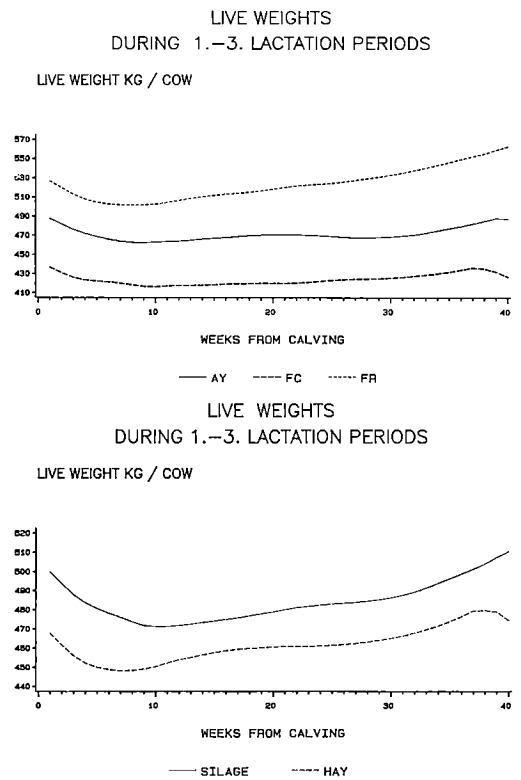 LIVE WEIGHTS
DURING 1.–3. LACTATION PERIODS
LIVE WEIGHT KG / COW
570
550
530
510
490
470
450
430
410
0 10 20 30 40
WEEKS FROM CALVING
AY FC FR
LIVE WEIGHTS
DURING 1.–3. LACTATION PERIODS
LIVE WEIGHT KG / COW
520
510
500
490
480
470
460
450
440
0 10 20 30 40
WEEKS FROM CALVING
SILAGE HAY